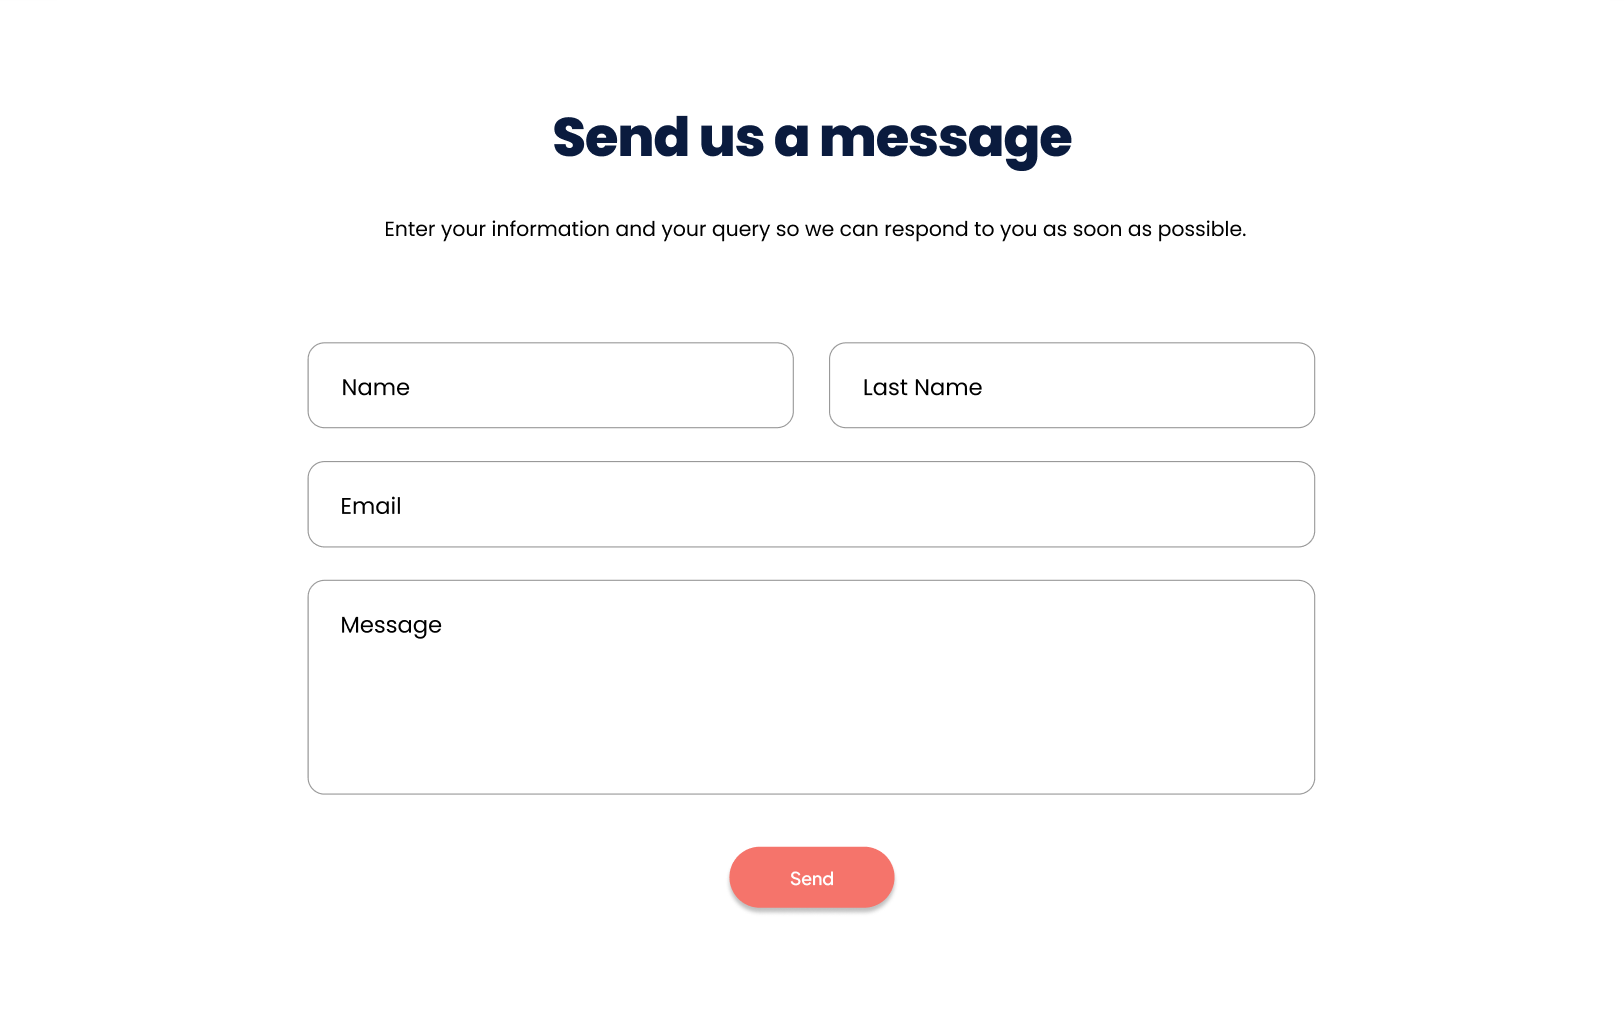 Send us a message
Enter your information and your query so we can respond to you as soon as possible.
Name
Last Name
Email
Message
Send